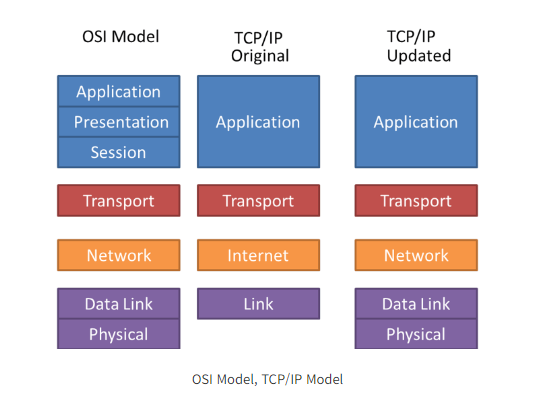 OSI Model
TCP/IP
Original
TCP/IP
Updated
Application
Presentation
Session
Application
Application
Transport
Transport
Transport
Network
Internet
Network
Data Link
Physical
Link
Data Link
Physical
OSI Model, TCP/IP Model